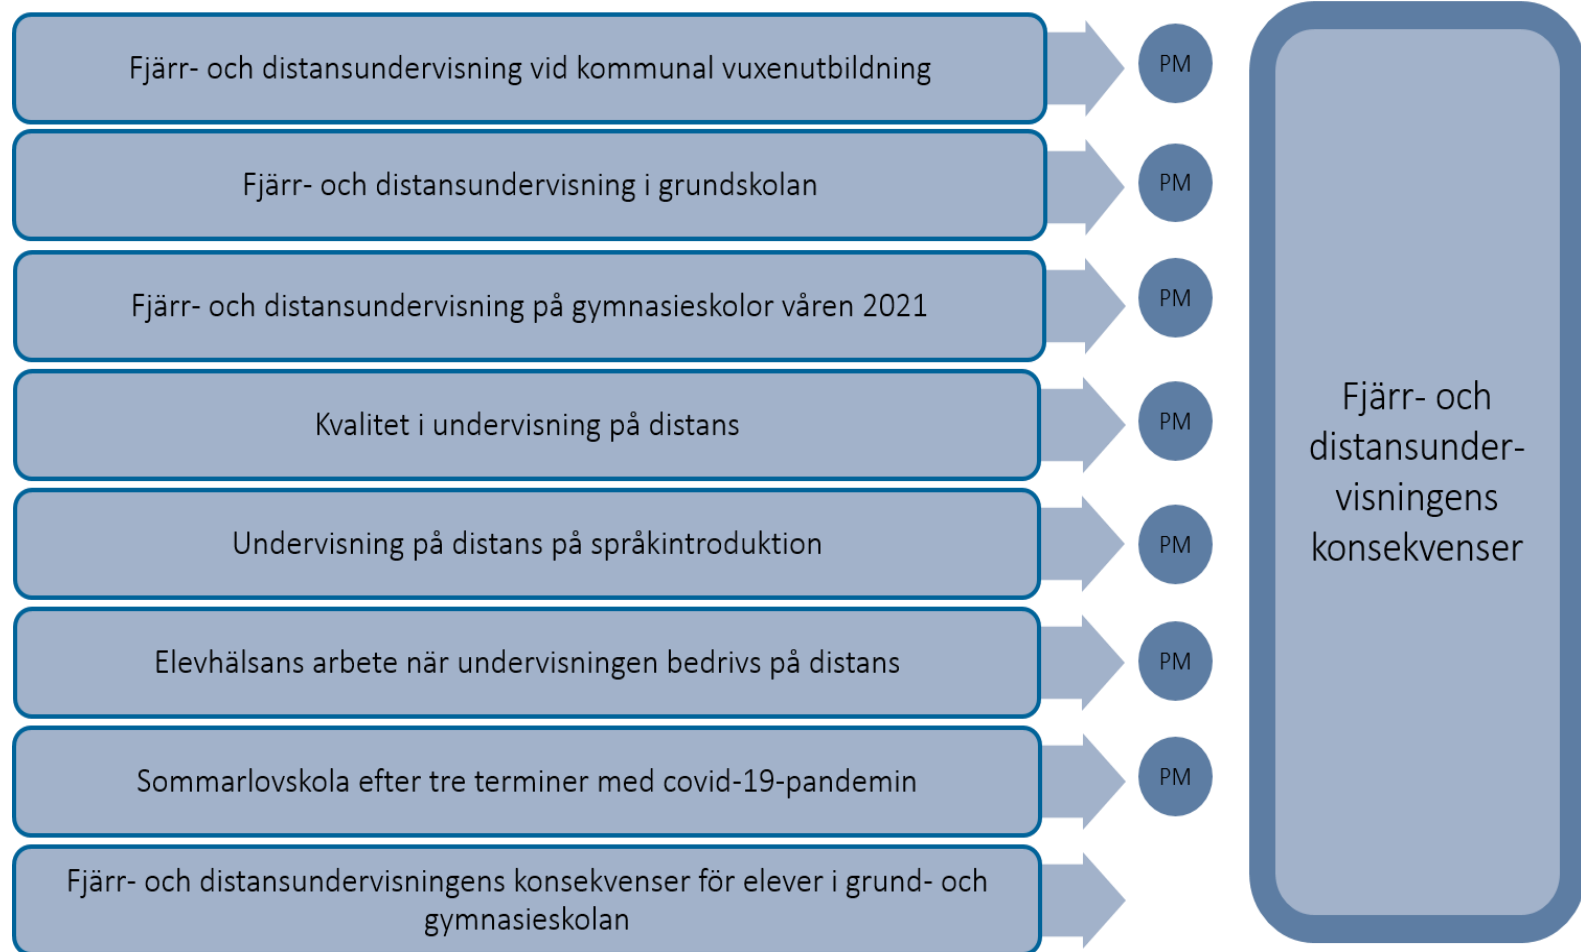 Fjärr- och distansundervisning vid kommunal vuxenutbildning
PM
Fjärr- och distansundervisning i grundskolan
PM
Fjärr- och distansundervisning på gymnasieskolor våren 2021
PM
Kvalitet i undervisning på distans
PM
Undervisning på distans på språkintroduktion
PM
Elevhälsans arbete när undervisningen bedrivs på distans
PM
Sommarlovskola efter tre terminer med covid-19-pandemin
PM
Fjärr- och distansundervisningens konsekvenser för elever i grund- och
gymnasieskolan
Fjärr- och
distansunder-
visningens
konsekvenser